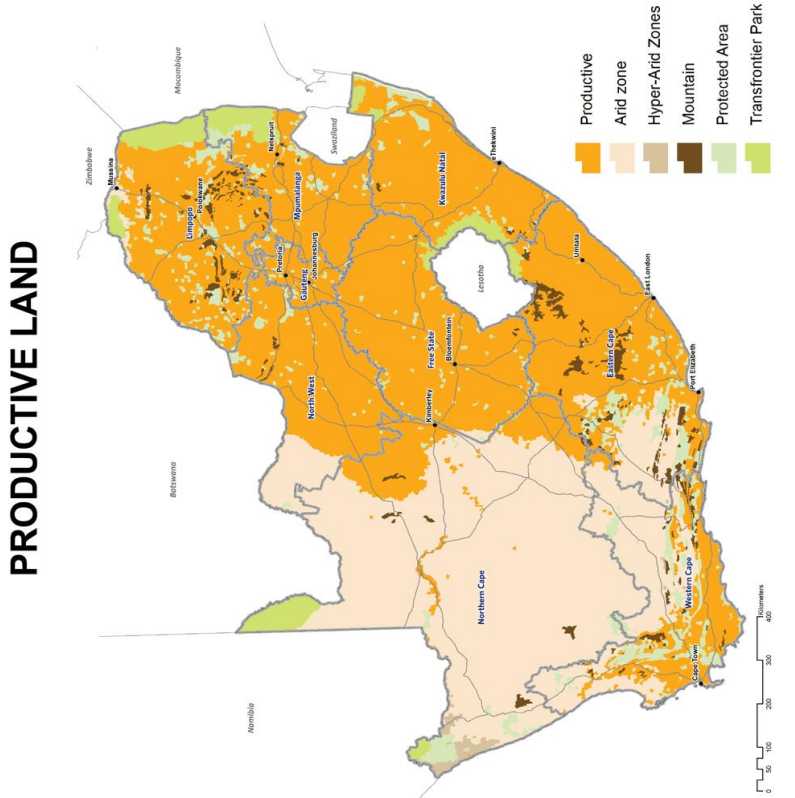 PRODUCTIVE LAND
Zimbabwe
Mussina
Botswana
Mocambique
Limpopo
Polokwane
Namibia
Nelspruit
Pretoria
Mpumalanga
Gauteng
North West
Johannesburg
Swaziland
Kimberley
Free State
Kwazulu Natal
Bloemfontein
Lesotho
Northern Cape
eThekwini
Umtata
Eastern Cape
East London
Western Cape
Port Elizabeth
Cape Town
Productive
Arid zone
Hyper-Arid Zones
Mountain
Protected Area
Transfrontier Park
Kilometers
0 50 100 200 300 400